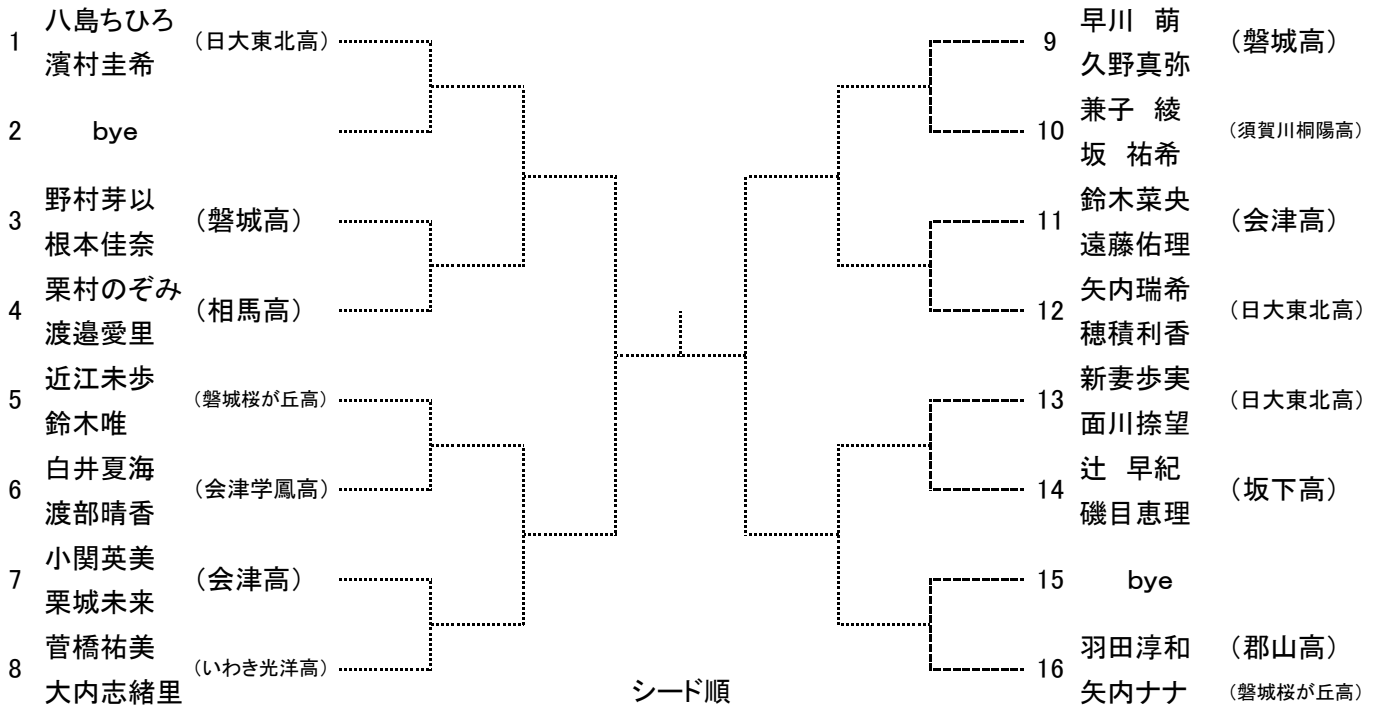 1 八島ちひろ (日大東北高)
濱村圭希
2 bye
3 野村芽以 (磐城高)
根本佳奈
4 栗村のぞみ (相馬高)
渡邉愛里
5 近江未歩 (磐城桜が丘高)
鈴木唯
6 白井夏海 (会津学鳳高)
渡部晴香
7 小関英美 (会津高)
栗城未来
8 菅橋祐美 (いわき光洋高)
大内志緒里
9 早川 萌 (磐城高)
久野真弥
10 兼子 綾 (須賀川桐陽高)
坂 祐希
11 鈴木菜央 (会津高)
遠藤佑理
12 矢内瑞希 (日大東北高)
穂積利香
13 新妻歩実 (日大東北高)
面川捺望
14 辻 早紀 (坂下高)
磯目恵理
15 bye
16 羽田淳和 (郡山高)
矢内ナナ (磐城桜が丘高)
シード順